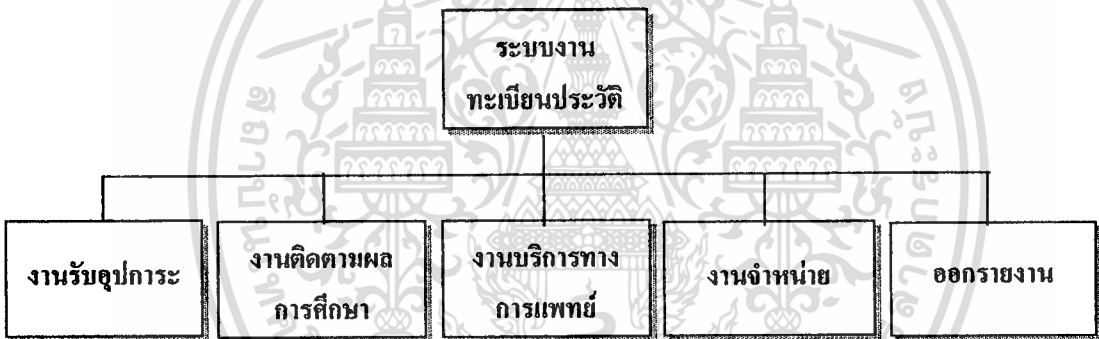 ระบบงาน
ทะเบียนประวัติ
งานรับอุปการะ
งานติดตามผล
การศึกษา
งานบริการทาง
การแพทย์
งานจำหน่าย
ออกรายงาน